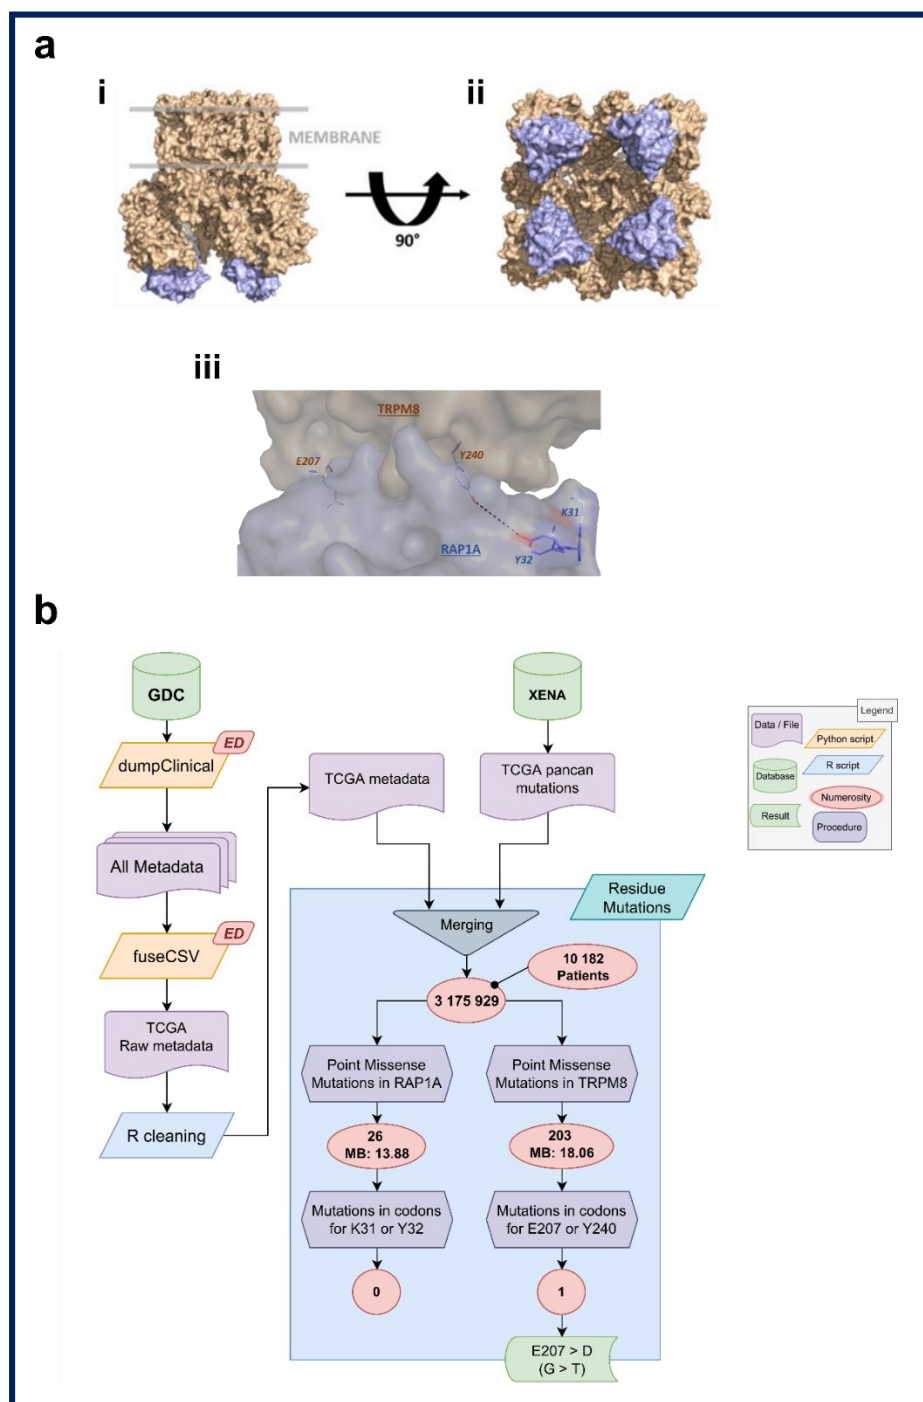 a
i
ii
MEMBRANE
90°
iii
TRPM8
E207
Y240
K31
RAP1A
Y32
b
GDC
XENA
Legend
Data / File
Python script
Database
R script
Numerosity
Result
Procedure
dumpClinical
ED
TCGA metadata
TCGA pancan
mutations
All Metadata
Residue
Mutations
Merging
fuseCSV
ED
10 182
Patients
3 175 929
TCGA
Raw metadata
Point Missense
Mutations in RAP1A
Point Missense
Mutations in TRPM8
R cleaning
26
MB: 13.88
203
MB: 18.06
Mutations in codons
for K31 or Y32
Mutations in codons
for E207 or Y240
0
1
E207 > D
(G > T)